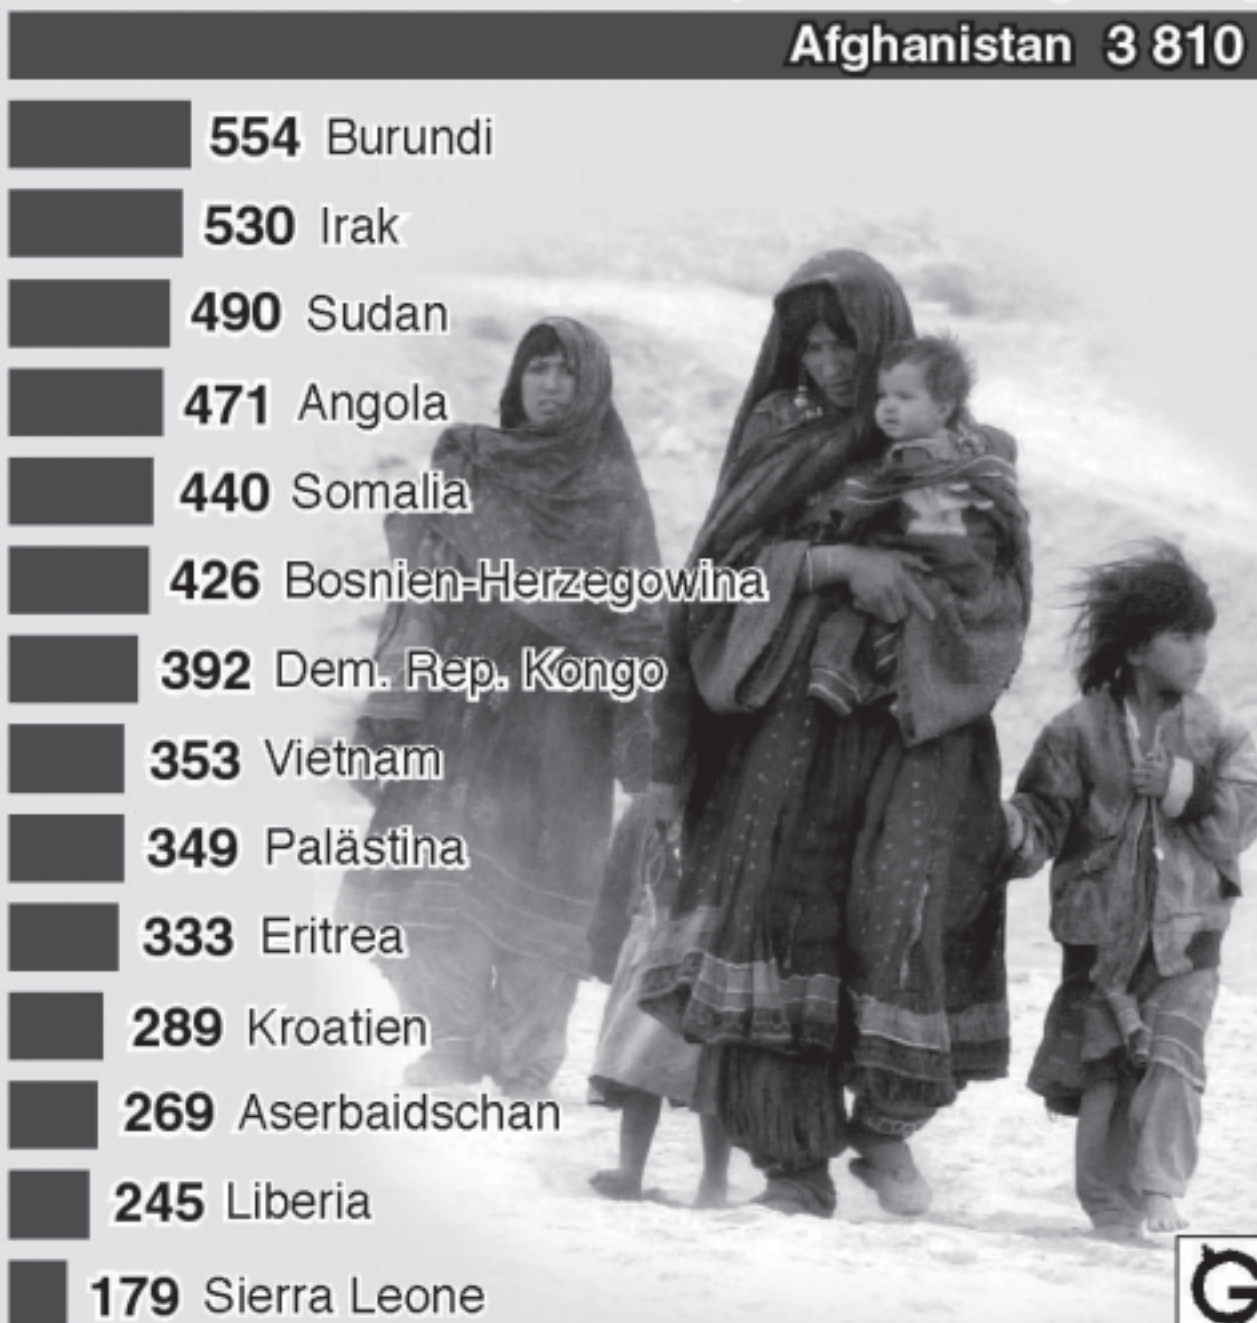 Afghanistan 3 810
554 Burundi
530 Irak
490 Sudan
471 Angola
440 Somalia
426 Bosnien-Herzegowina
392 Dem. Rep. Kongo
353 Vietnam
349 Palästina
333 Eritrea
289 Kroatien
269 Aserbaidschan
245 Liberia
179 Sierra Leone
G